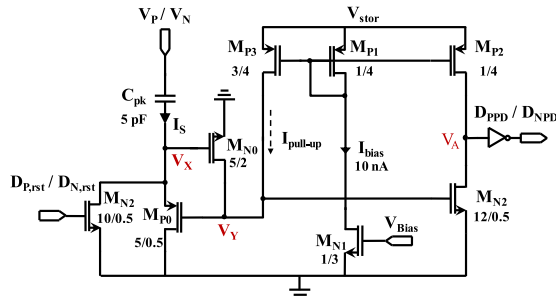 V_P / V_N
V_stor
M_P3
3/4
M_P1
1/4
M_P2
1/4
C_pk
5 pF
I_S
M_N0
5/2
I_pull-up
I_bias
10 nA
D_PPD / D_NPD
V_A
V_X
D_P,rst / D_N,rst
M_N2
10/0.5
M_P0
5/0.5
V_Y
M_N2
12/0.5
V_Bias
M_N1
1/3